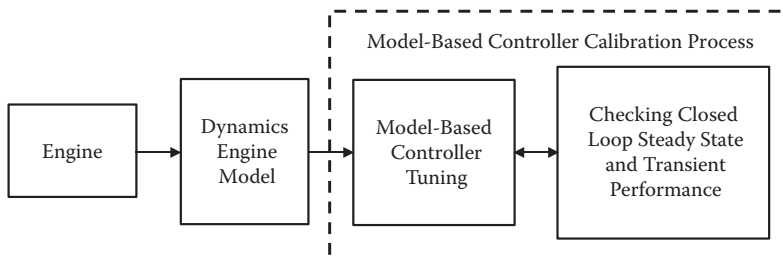 Model-Based Controller Calibration Process
Engine
Dynamics
Engine
Model
Model-Based
Controller
Tuning
Checking Closed
Loop Steady State
and Transient
Performance